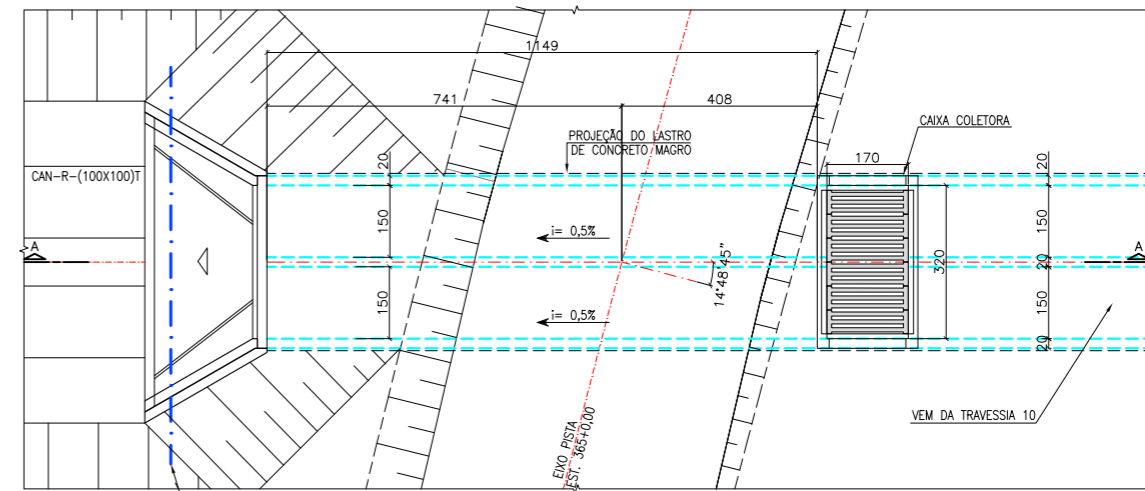 1149
741
408
CAIXA COLETORA
PROJEÇÃO DO LASTRO
DE CONCRETO MAGRO
170
20
20
CAN-R-(100X100)T
150
150
i= 0,5%
A
A
320
20
14°48'45"
150
150
i= 0,5%
20
VEM DA TRAVESSIA 10
EIXO PISTA
EST. 365+0,00